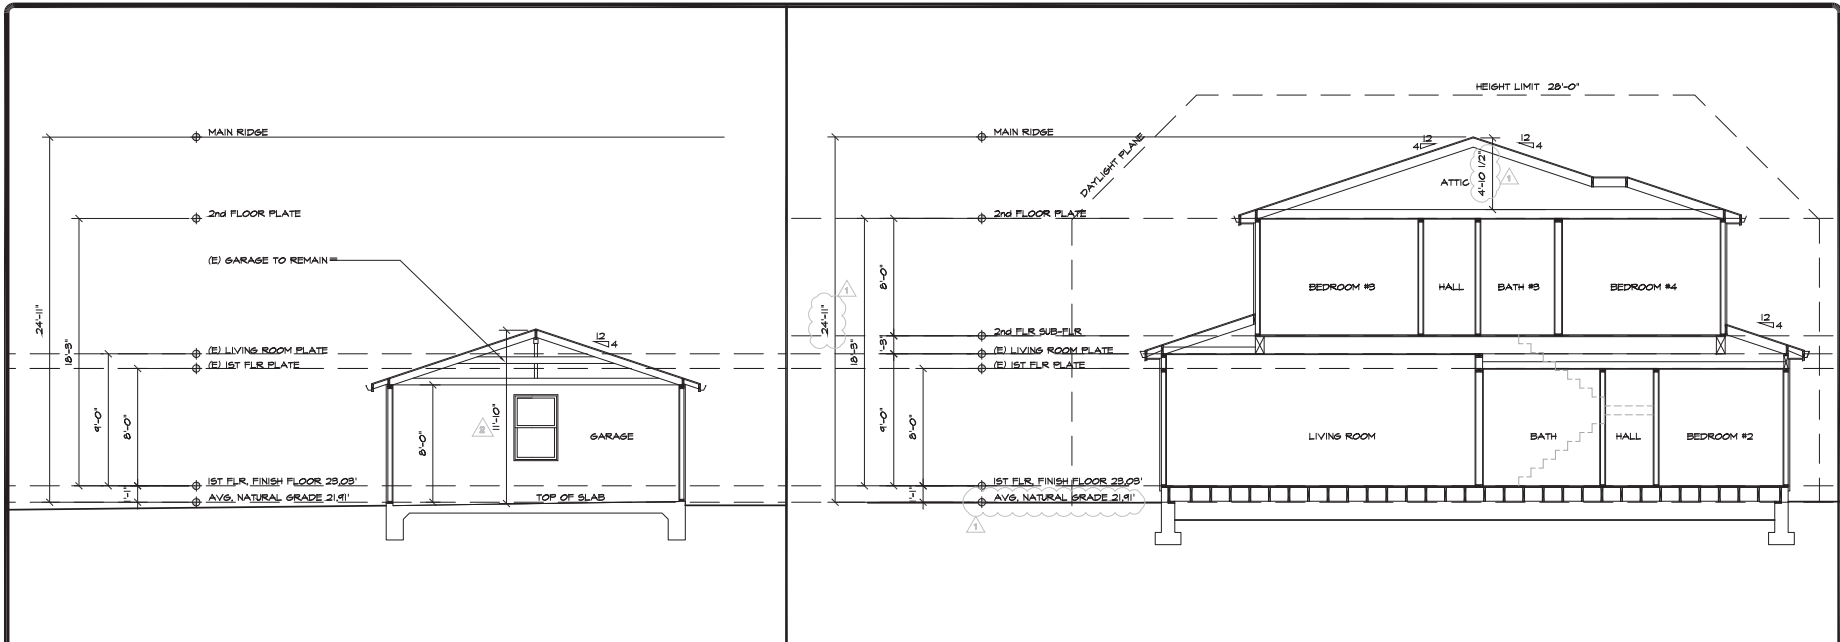 MAIN RIDGE
2nd FLOOR PLATE
(E) GARAGE TO REMAIN
24'-11"
18'-3"
(E) LIVING ROOM PLATE
(E) 1ST FLR PLATE
9'-0"
8'-0"
1ST FLR. FINISH FLOOR 23.03'
AVG. NATURAL GRADE 21.91'
1'-1"
12
4
11'-10"
2
8'-0"
GARAGE
TOP OF SLAB
HEIGHT LIMIT 28'-0"
DAYLIGHT PLANE
MAIN RIDGE
12
4
12
4
ATTIC
4'-10 1/2"
1
2nd FLOOR PLATE
8'-0"
BEDROOM #3
HALL
BATH #3
BEDROOM #4
1
24'-11"
18'-3"
2nd FLR SUB-FLR
12
4
1'-3"
(E) LIVING ROOM PLATE
(E) 1ST FLR PLATE
9'-0"
8'-0"
LIVING ROOM
BATH
HALL
BEDROOM #2
1ST FLR. FINISH FLOOR 23.03'
AVG. NATURAL GRADE 21.91'
1'-1"
1